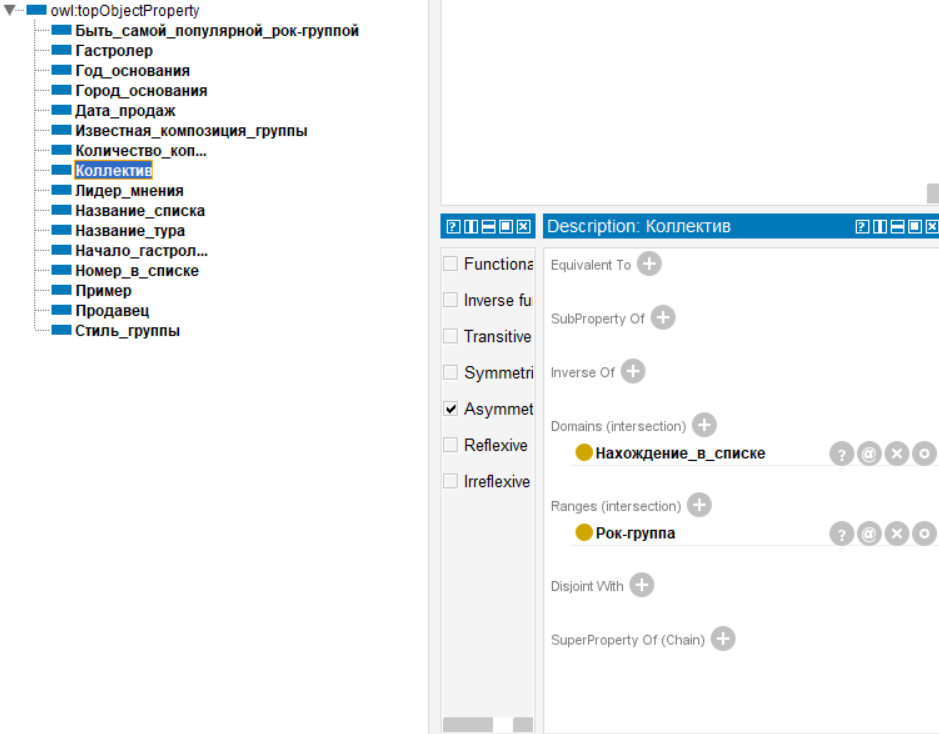 owl:topObjectProperty
Быть_самой_популярной_рок-группой
Гастролер
Год_основания
Город_основания
Дата_продаж
Известная_композиция_группы
Количество_коп...
Коллектив
Лидер_мнения
Название_списка
Название_тура
Начало_гастрол...
Номер_в_списке
Пример
Продавец
Стиль_группы
Functiona
Inverse fu
Transitive
Symmetri
Asymmet
Reflexive
Irreflexive
Description: Коллектив
Equivalent To
SubProperty Of
Inverse Of
Domains (intersection)
Нахождение_в_списке
Ranges (intersection)
Рок-группа
Disjoint With
SuperProperty Of (Chain)